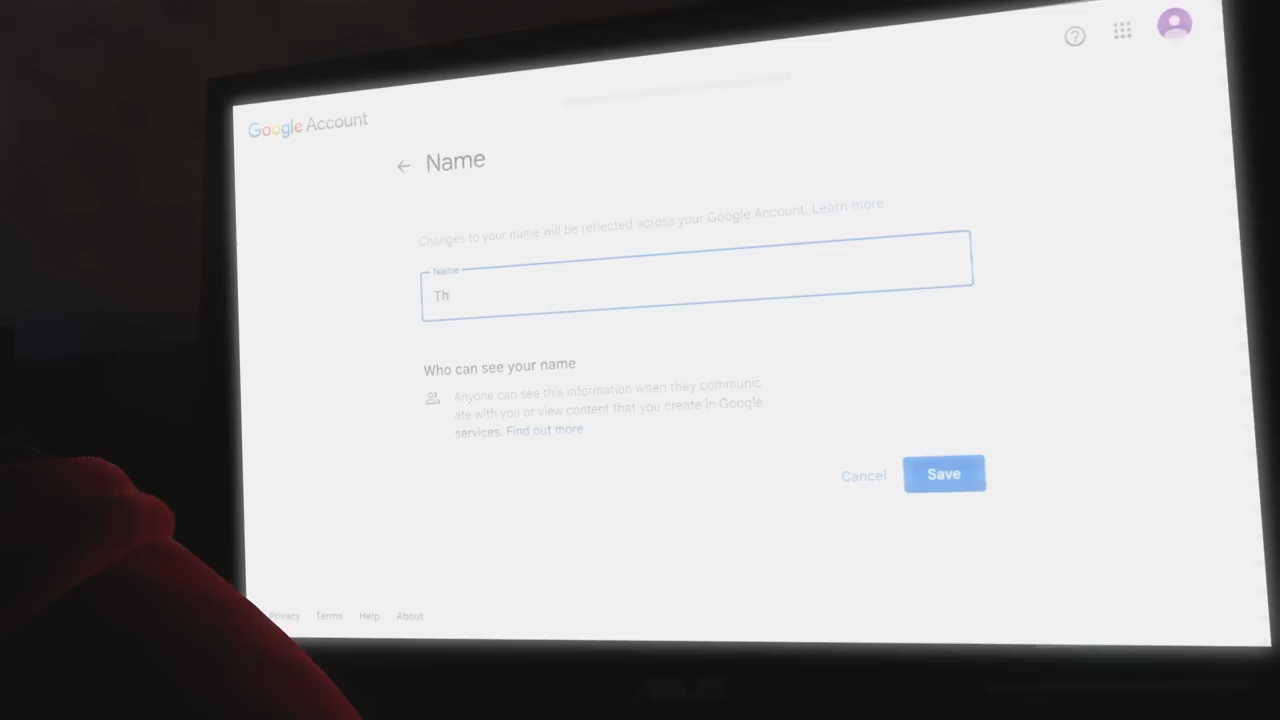 Google Account
Name
Changes to your name will be reflected across your Google Account. Learn more
Name
Th
Who can see your name
Anyone can see this information when they communic
ate with you or view content that you create in Google
services. Find out more
Cancel
Save
Privacy Terms Help About
ASUS